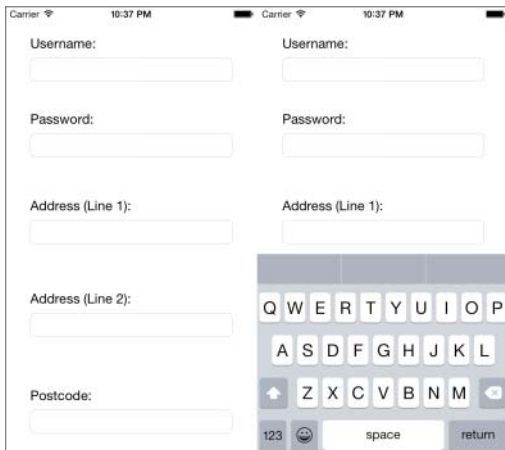 Carrier 10:37 PM
Username:
Password:
Address (Line 1):
Address (Line 2):
Postcode:
Carrier 10:37 PM
Username:
Password:
Address (Line 1):
Q W E R T Y U I O P
A S D F G H J K L
Z X C V B N M
123 space return